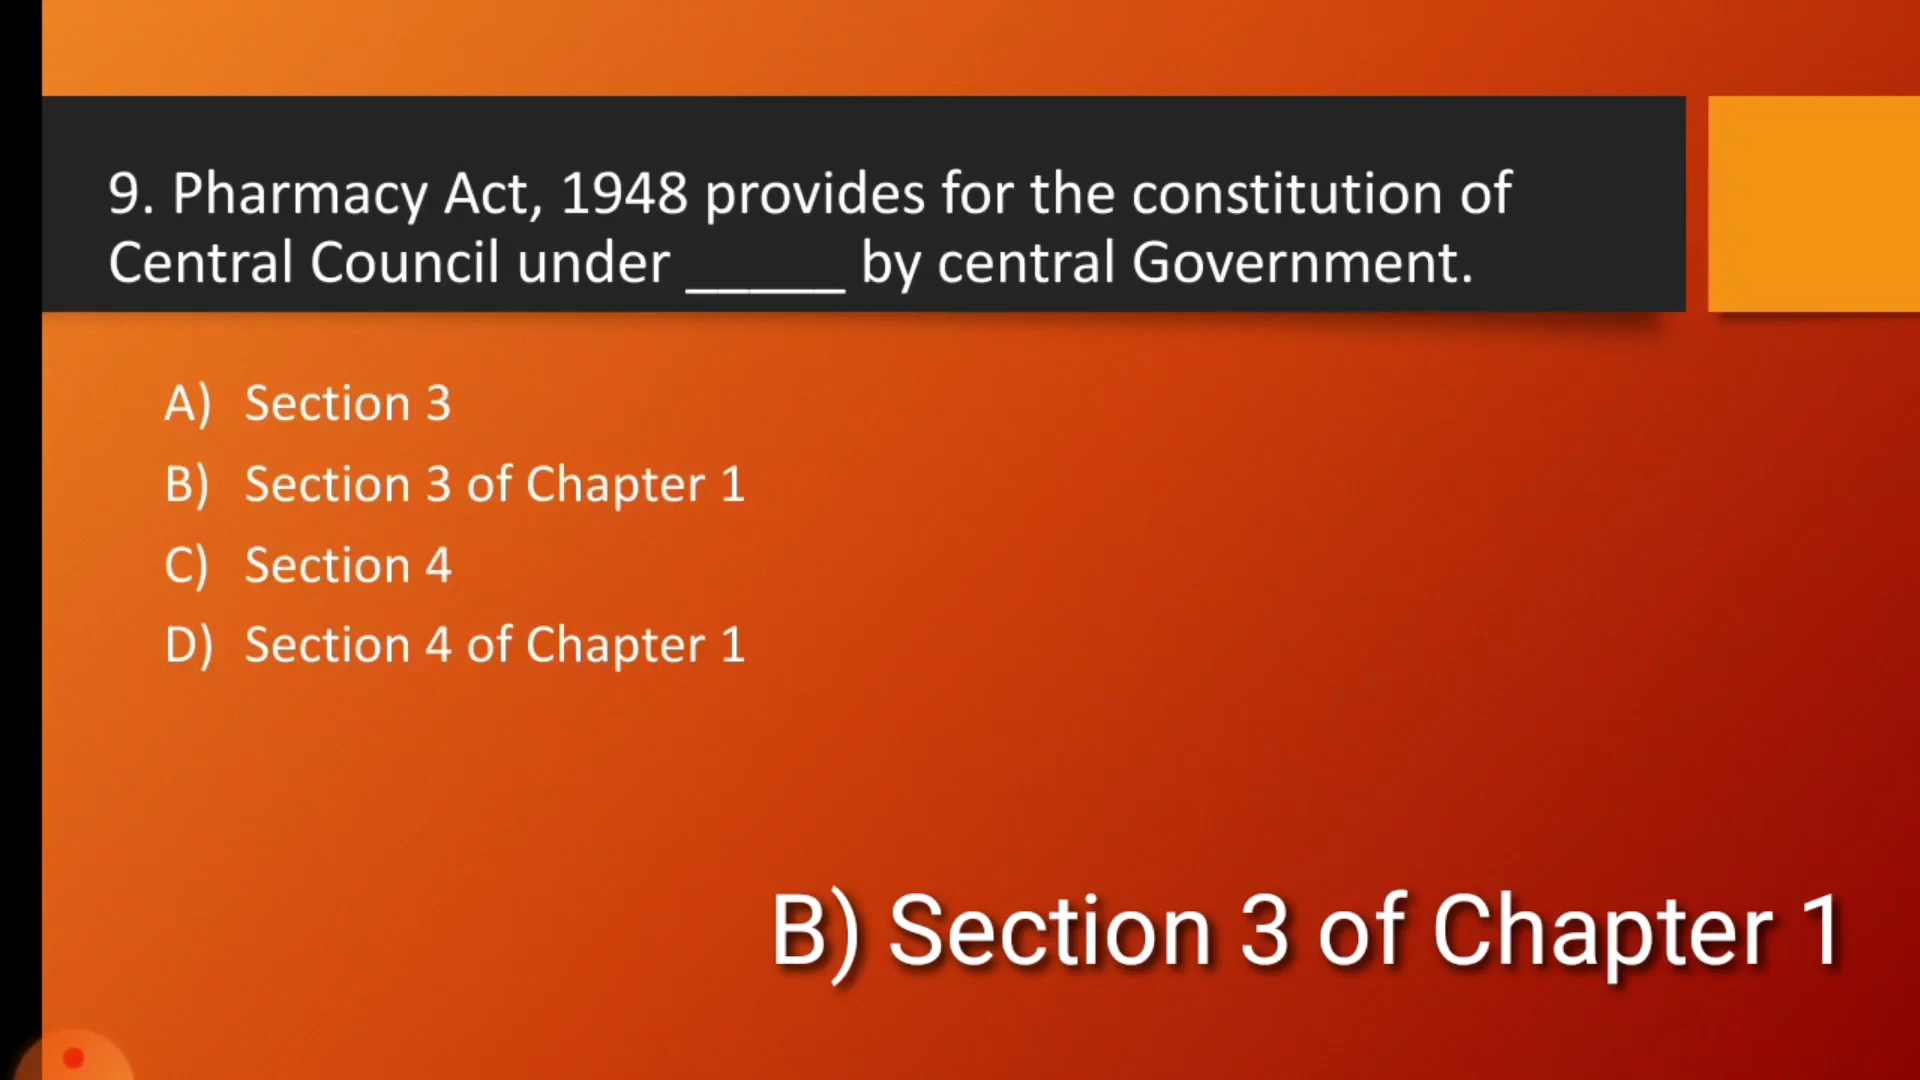 9. Pharmacy Act, 1948 provides for the constitution of
Central Council under _____ by central Government.
A) Section 3
B) Section 3 of Chapter 1
C) Section 4
D) Section 4 of Chapter 1
B) Section 3 of Chapter 1